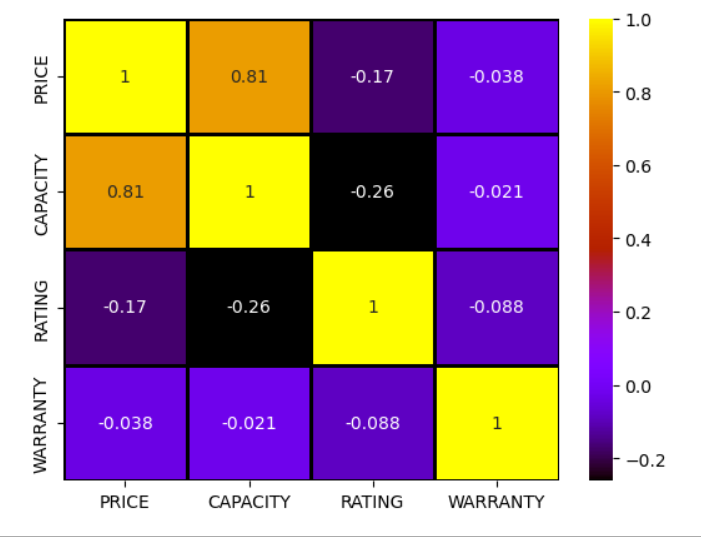 PRICE 1 0.81 -0.17 -0.038
CAPACITY 0.81 1 -0.26 -0.021
RATING -0.17 -0.26 1 -0.088
WARRANTY -0.038 -0.021 -0.088 1
PRICE CAPACITY RATING WARRANTY
1.0
0.8
0.6
0.4
0.2
0.0
−0.2